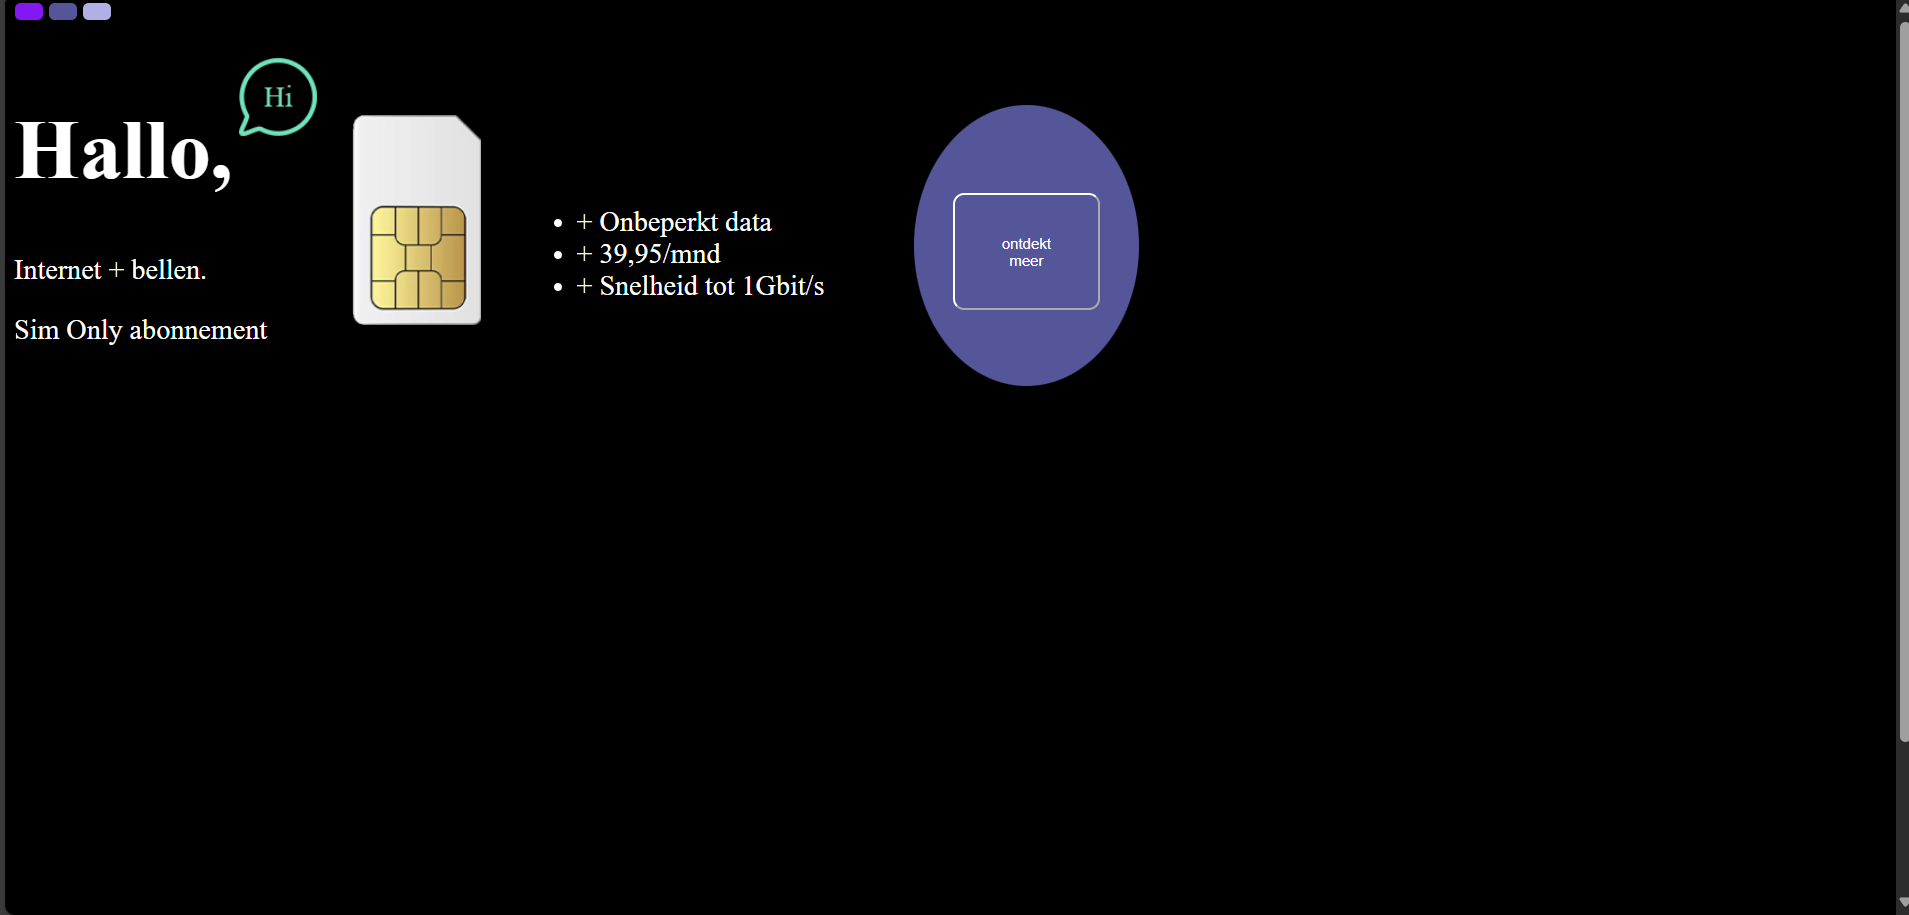 Hi
Hallo,
Internet + bellen.
Sim Only abonnement
+ Onbeperkt data
+ 39,95/mnd
+ Snelheid tot 1Gbit/s
ontdekt
meer